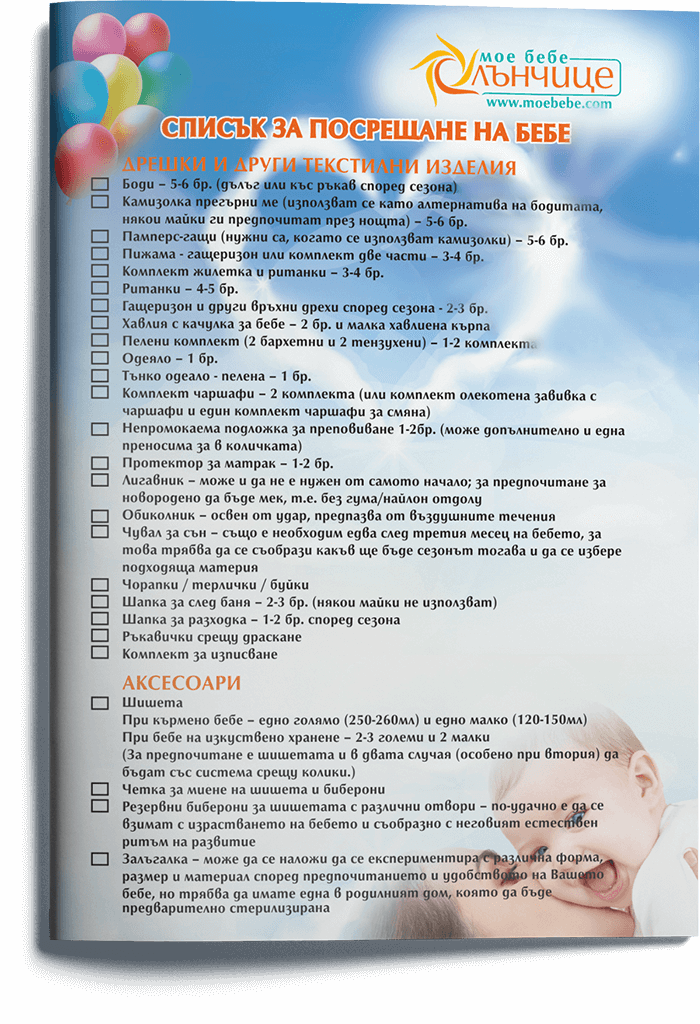 мое бебе
Слънчице
www.moebebe.com
СПИСЪК ЗА ПОСРЕЩАНЕ НА БЕБЕ
ДРЕШКИ И ДРУГИ ТЕКСТИЛНИ ИЗДЕЛИЯ
Боди – 5-6 бр. (дълъг или къс ръкав според сезона)
Камизолка прегърни ме (използват се като алтернатива на бодитата,
някои майки ги предпочитат през нощта) – 5-6 бр.
Памперс-гащи (нужни са, когато се използват камизолки) – 5-6 бр.
Пижама - гащеризон или комплект две части – 3-4 бр.
Комплект жилетка и ританки – 3-4 бр.
Ританки – 4-5 бр.
Гащеризон и други връхни дрехи според сезона - 2-3 бр.
Хавлия с качулка за бебе – 2 бр. и малка хавлиена кърпа
Пелени комплект (2 бархетни и 2 тензухени) – 1-2 комплекта
Одеяло – 1 бр.
Тънко одеало - пелена – 1 бр.
Комплект чаршафи – 2 комплекта (или комплект олекотена завивка с
чаршафи и един комплект чаршафи за смяна)
Непромокаема подложка за преповиване 1-2бр. (може допълнително и една
преносима за в количката)
Протектор за матрак – 1-2 бр.
Лигавник – може и да не е нужен от самото начало; за предпочитане за
новородено да бъде мек, т.е. без гума/найлон отдолу
Обиколник – освен от удар, предпазва от въздушните течения
Чувал за сън – също е необходим едва след третия месец на бебето, за
това трябва да се съобрази какъв ще бъде сезонът тогава и да се избере
подходяща материя
Чорапки / терлички / буйки
Шапка за след баня – 2-3 бр. (някои майки не използват)
Шапка за разходка – 1-2 бр. според сезона
Ръкавички срещу драскане
Комплект за изписване
АКСЕСОАРИ
Шишета
При кърмено бебе – едно голямо (250-260мл) и едно малко (120-150мл)
При бебе на изкуствено хранене – 2-3 големи и 2 малки
(За предпочитане е шишетата и в двата случая (особено при втория) да
бъдат със система срещу колики.)
Четка за миене на шишета и биберони
Резервни биберони за шишетата с различни отвори – по-удачно е да се
взимат с израстването на бебето и съобразно с неговият естествен
ритъм на развитие
Залъгалка – може да се наложи да се експериментира с различна форма,
размер и материал според предпочитанието и удобството на Вашето
бебе, но трябва да имате една в родилният дом, която да бъде
предварително стерилизирана